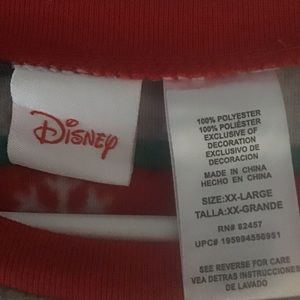 Disney
100% POLYESTER
100% POLIÉSTER
EXCLUSIVE OF
DECORATION
EXCLUSIVO DE
DECORACION
MADE IN CHINA
HECHO EN CHINA
SIZE:XX-LARGE
TALLA:XX-GRANDE
RN# 82457
UPC# 195994556951
SEE REVERSE FOR CARE
VEA DETRAS INSTRUCCIONES
DE LAVADO